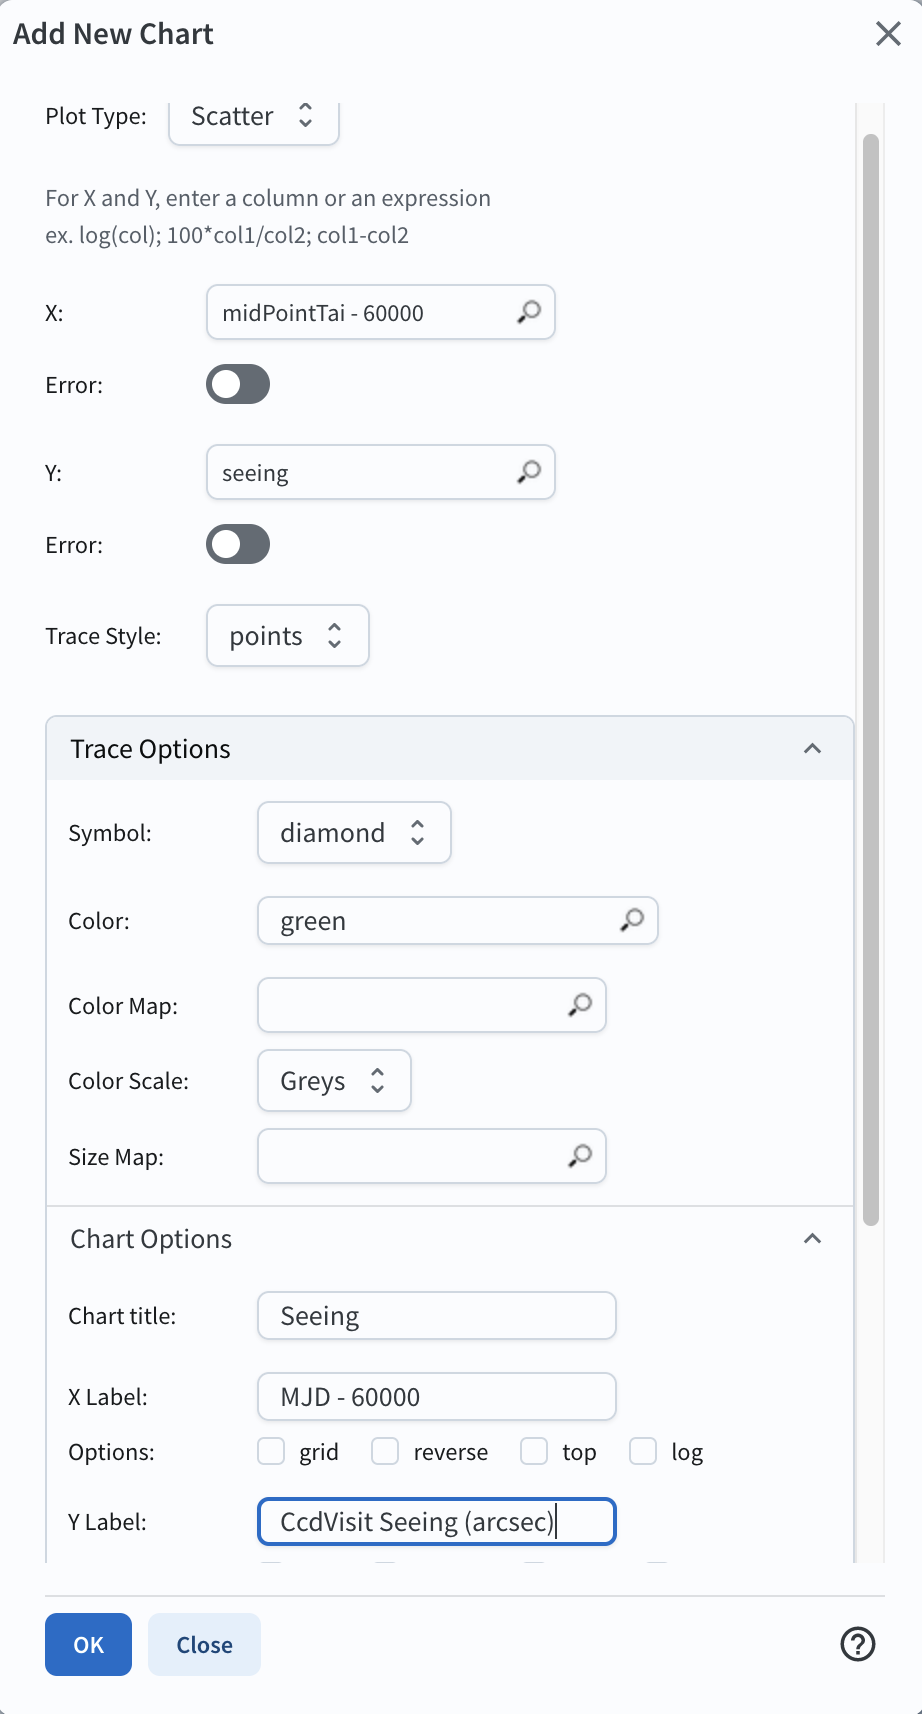 Add New Chart
Plot Type: Scatter
For X and Y, enter a column or an expression
ex. log(col); 100*col1/col2; col1-col2
X: midPointTai - 60000
Error:
Y: seeing
Error:
Trace Style: points
Trace Options
Symbol: diamond
Color: green
Color Map:
Color Scale: Greys
Size Map:
Chart Options
Chart title: Seeing
X Label: MJD - 60000
Options: grid reverse top log
Y Label: CcdVisit Seeing (arcsec)
OK Close